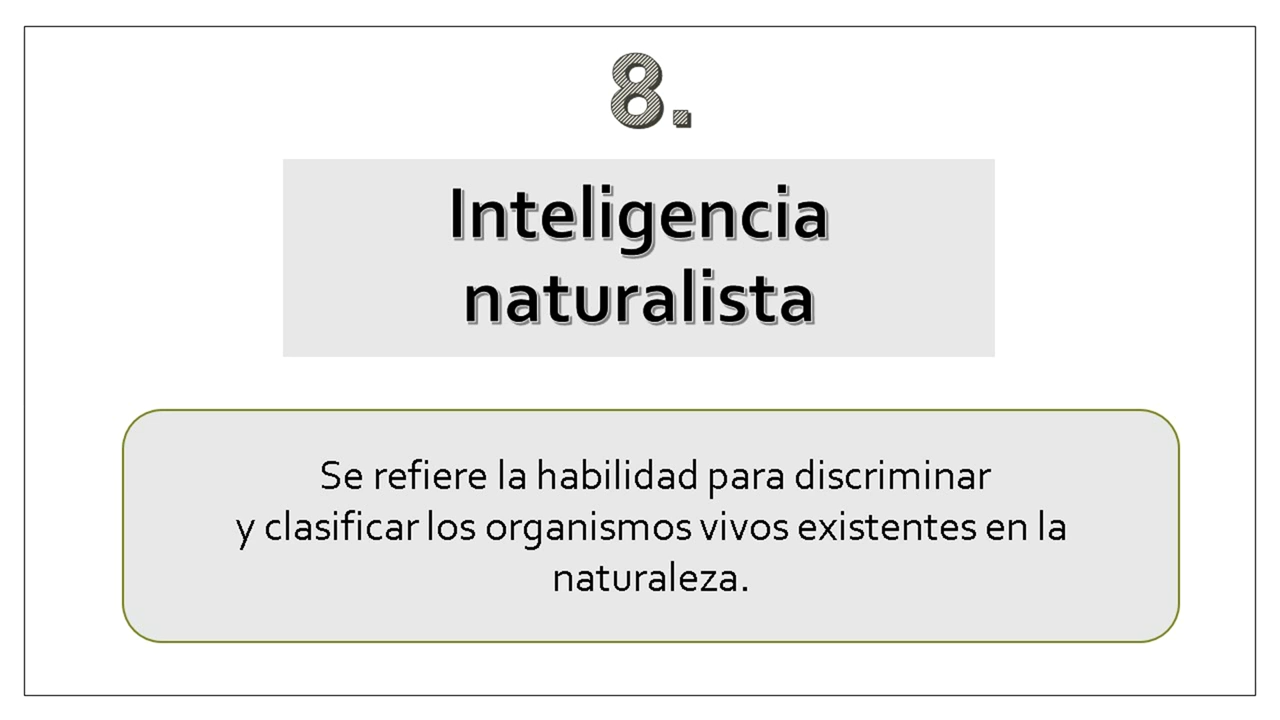 8.
Inteligencia
naturalista
Se refiere la habilidad para discriminar
y clasificar los organismos vivos existentes en la
naturaleza.